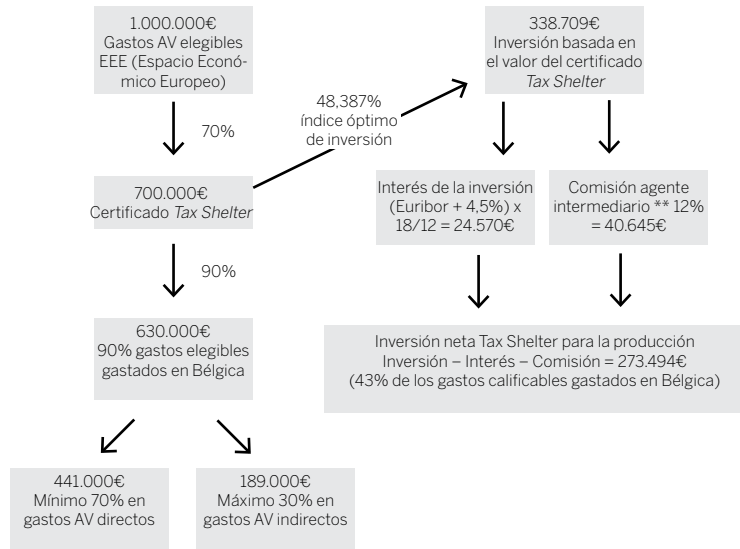 1.000.000€
Gastos AV elegibles
EEE (Espacio Econó-
mico Europeo)
338.709€
Inversión basada en
el valor del certificado
Tax Shelter
48,387%
índice óptimo
de inversión
70%
700.000€
Certificado Tax Shelter
Interés de la inversión
(Euribor + 4,5%) x
18/12 = 24.570€
Comisión agente
intermediario ** 12%
= 40.645€
90%
630.000€
90% gastos elegibles
gastados en Bélgica
Inversión neta Tax Shelter para la producción
Inversión – Interés – Comisión = 273.494€
(43% de los gastos calificables gastados en Bélgica)
441.000€
Mínimo 70% en
gastos AV directos
189.000€
Máximo 30% en
gastos AV indirectos